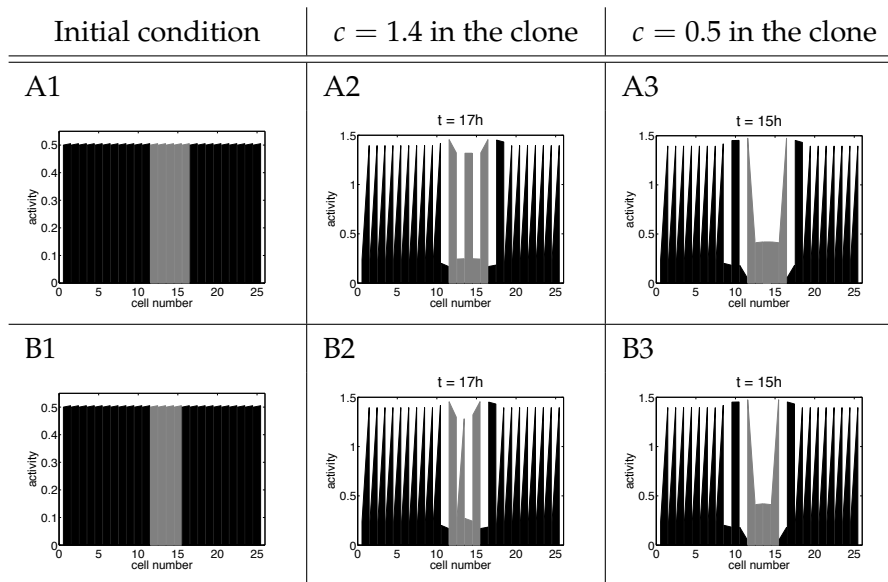 Initial condition
c = 1.4 in the clone
c = 0.5 in the clone
A1
A2
A3
0.5
0.4
0.3
0.2
0.1
0
activity
0 5 10 15 20 25
cell number
t = 17h
1.5
1
0.5
0
activity
0 5 10 15 20 25
cell number
t = 15h
1.5
1
0.5
0
activity
0 5 10 15 20 25
cell number
B1
B2
B3
0.5
0.4
0.3
0.2
0.1
0
activity
0 5 10 15 20 25
cell number
t = 17h
1.5
1
0.5
0
activity
0 5 10 15 20 25
cell number
t = 15h
1.5
1
0.5
0
activity
0 5 10 15 20 25
cell number